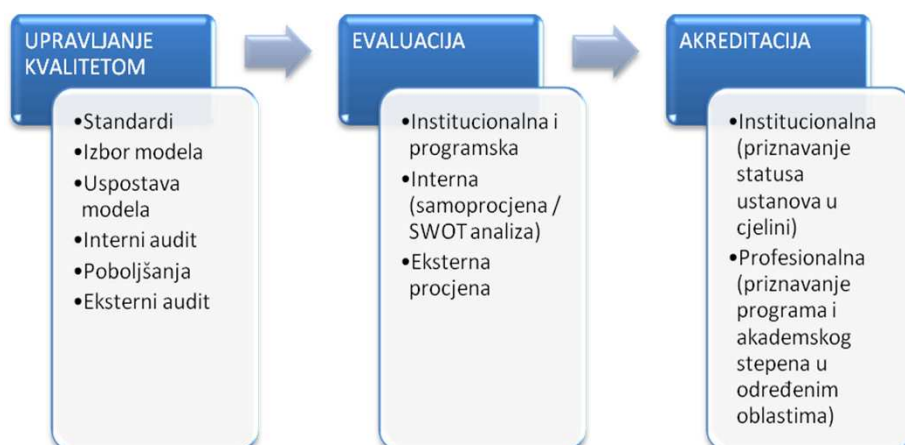 UPRAVLJANJE
KVALITETOM
•Standardi
•Izbor modela
•Uspostava
modela
•Interni audit
•Poboljšanja
•Eksterni audit
EVALUACIJA
•Institucionalna i
programska
•Interna
(samoprocjena /
SWOT analiza)
•Eksterna
procjena
AKREDITACIJA
•Institucionalna
(priznavanje
statusa
ustanova u
cjelini)
•Profesionalna
(priznavanje
programa i
akademskog
stepena u
određenim
oblastima)